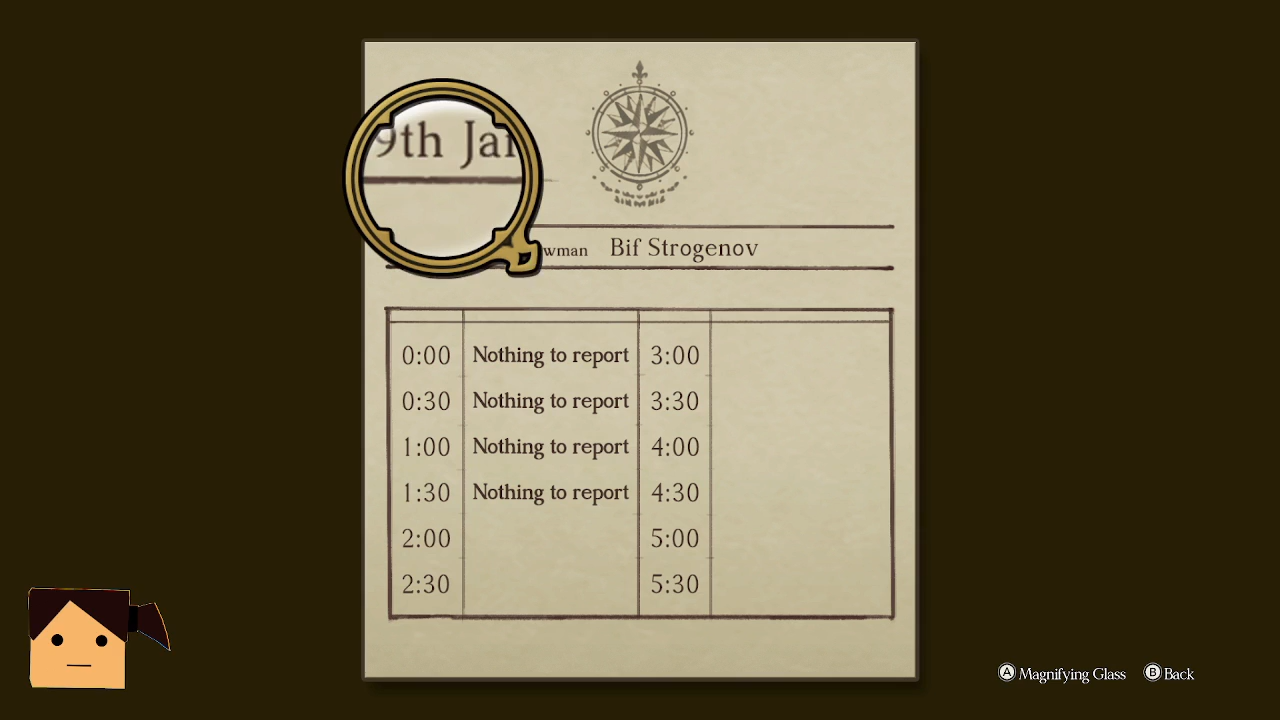 9th Jan
wman Bif Strogenov
0:00 Nothing to report 3:00
0:30 Nothing to report 3:30
1:00 Nothing to report 4:00
1:30 Nothing to report 4:30
2:00 5:00
2:30 5:30
A Magnifying Glass B Back